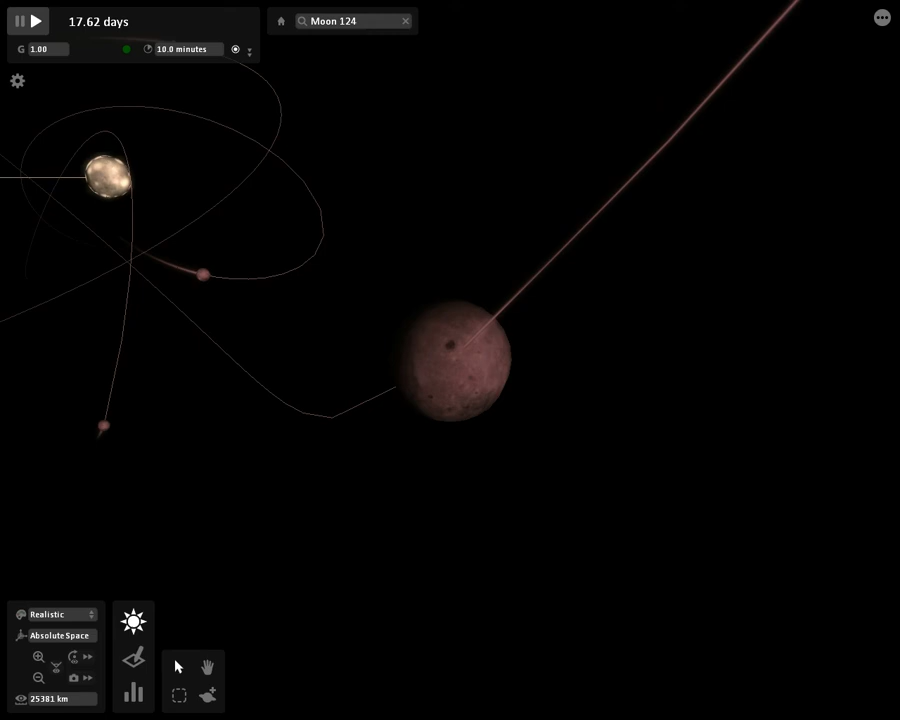 17.62 days
G 1.00
10.0 minutes
Moon 124
Realistic
Absolute Space
25381 km